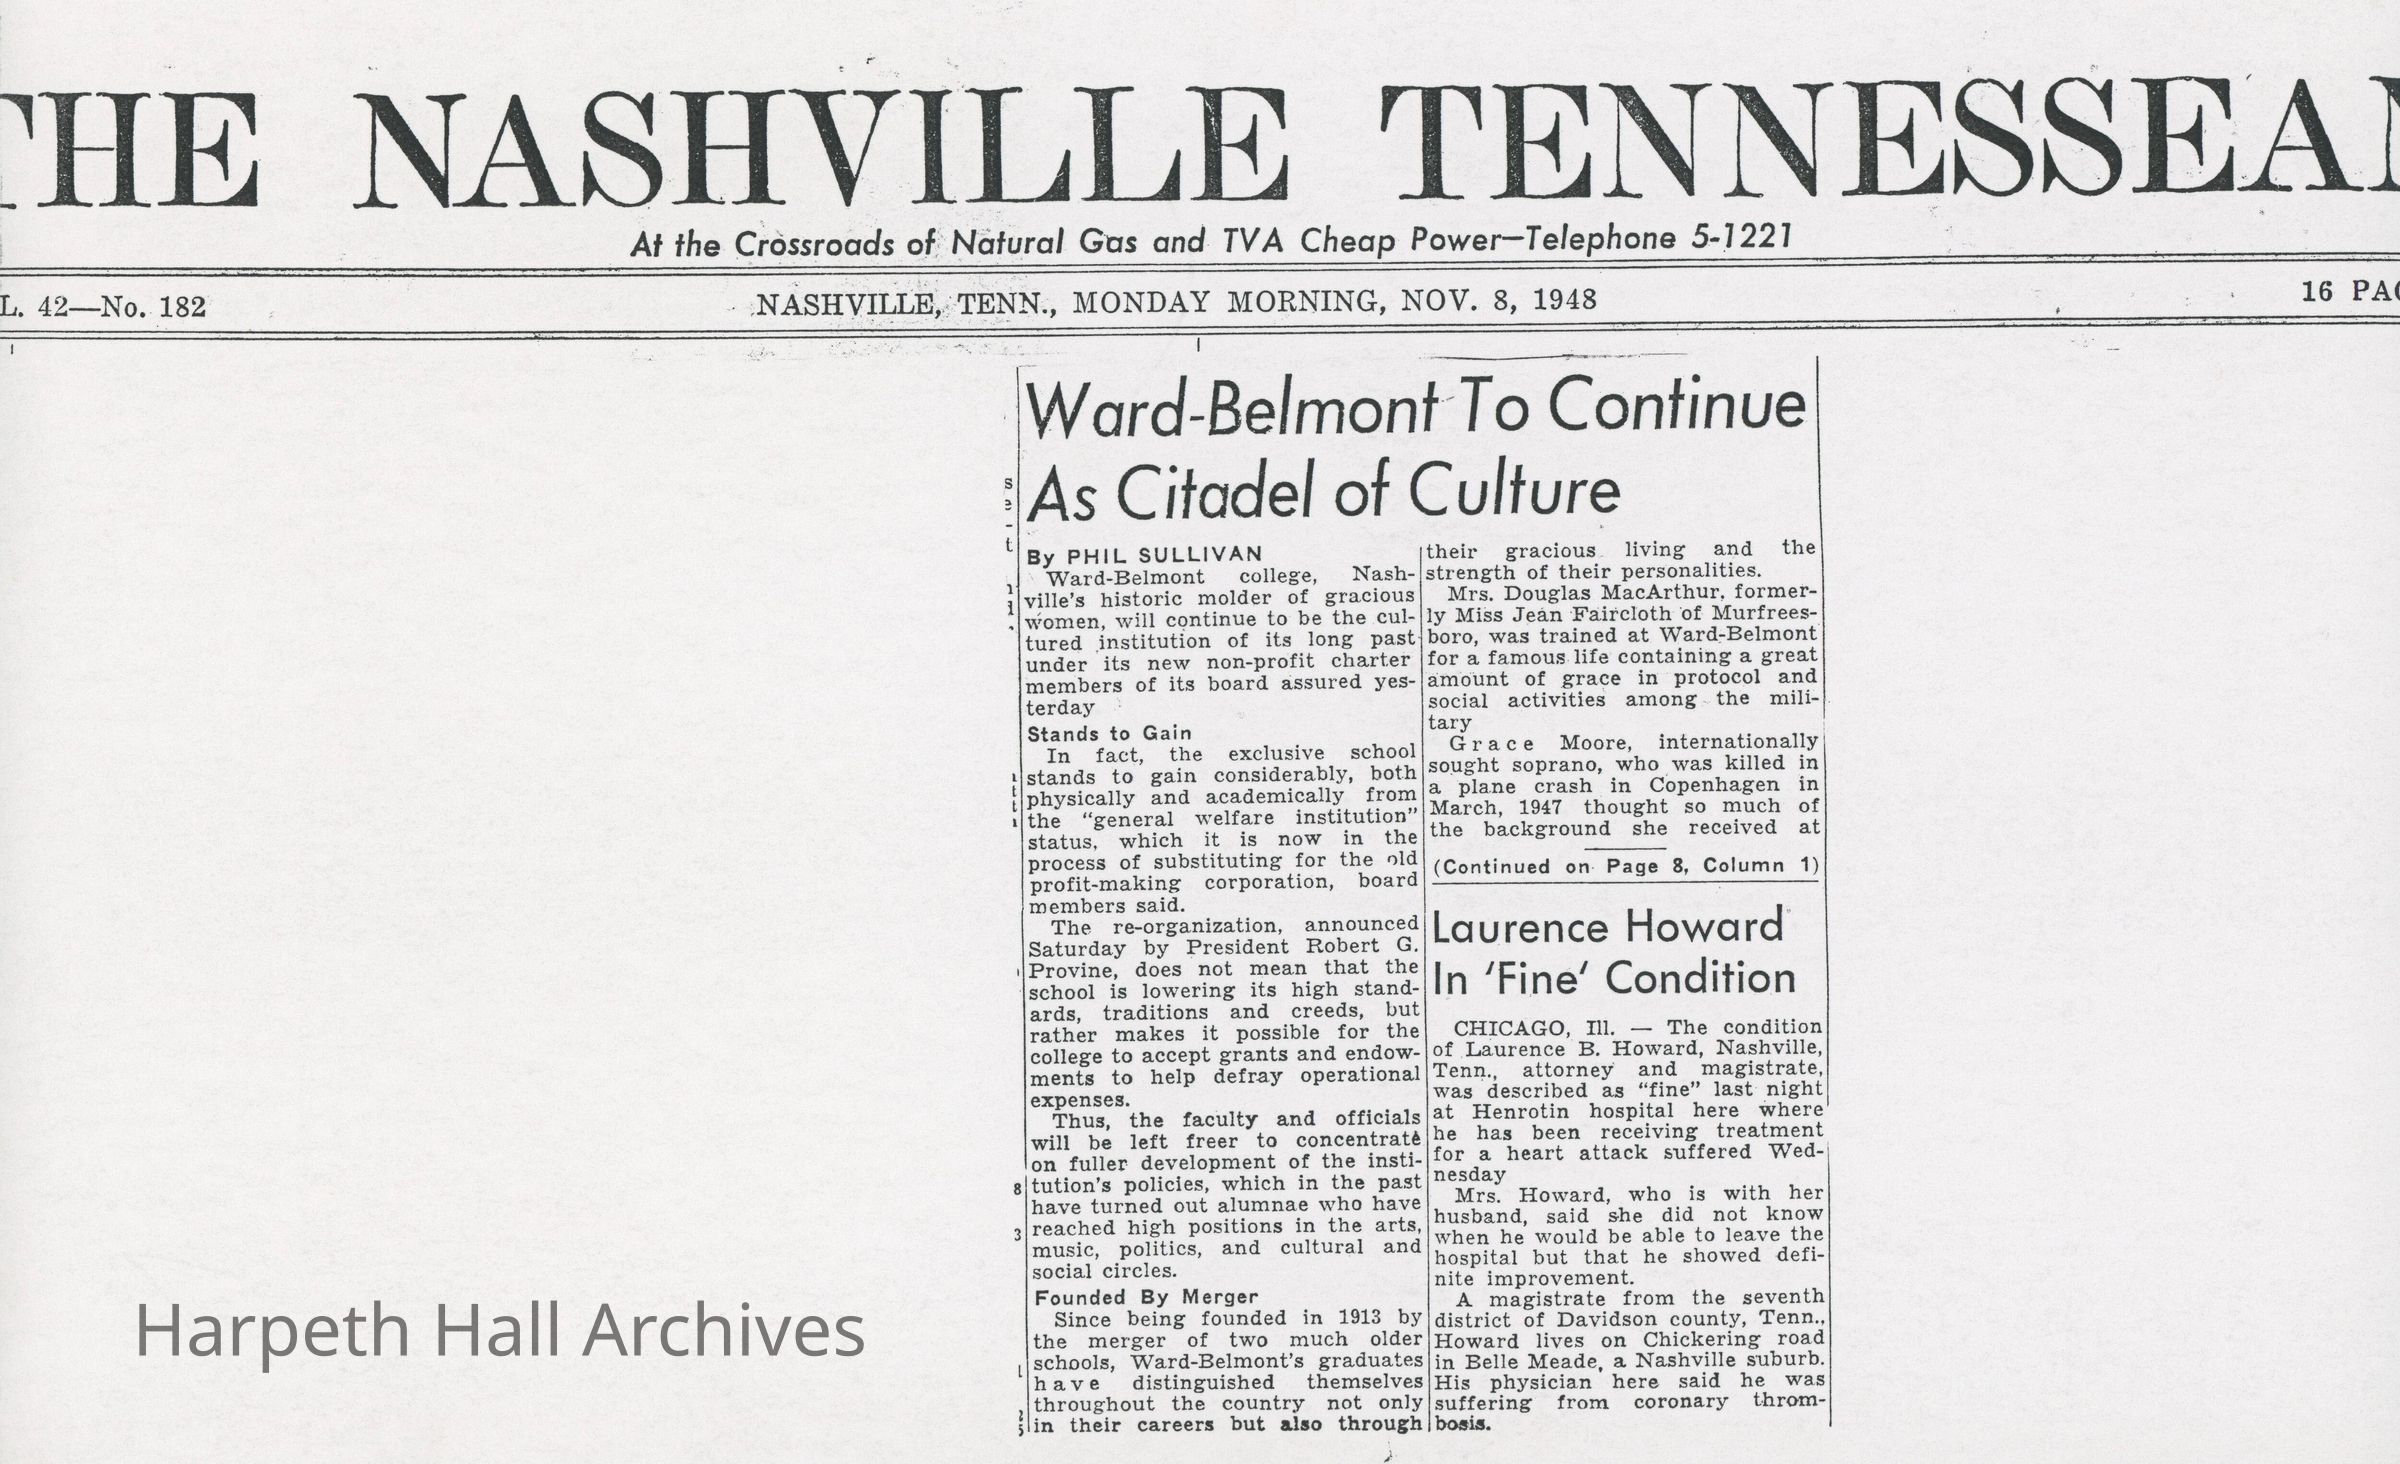 THE NASHVILLE TENNESSEAN
At the Crossroads of Natural Gas and TVA Cheap Power—Telephone 5-1221
L. 42—No. 182
NASHVILLE, TENN., MONDAY MORNING, NOV. 8, 1948
16 PAG
Ward-Belmont To Continue
As Citadel of Culture
By PHIL SULLIVAN
Ward-Belmont college, Nash-
ville's historic molder of gracious
women, will continue to be the cul-
tured institution of its long past
under its new non-profit charter
members of its board assured yes-
terday
Stands to Gain
In fact, the exclusive school
stands to gain considerably, both
physically and academically from
the "general welfare institution"
status, which it is now in the
process of substituting for the old
profit-making corporation, board
members said.
The re-organization, announced
Saturday by President Robert G.
Provine, does not mean that the
school is lowering its high stand-
ards, traditions and creeds, but
rather makes it possible for the
college to accept grants and endow-
ments to help defray operational
expenses.
Thus, the faculty and officials
will be left freer to concentrate
on fuller development of the insti-
tution's policies, which in the past
have turned out alumnae who have
reached high positions in the arts,
music, politics, and cultural and
social circles.
Founded By Merger
Since being founded in 1913 by
the merger of two much older
schools, Ward-Belmont's graduates
have distinguished themselves
throughout the country not only
in their careers but also through
their gracious living and the
strength of their personalities.
Mrs. Douglas MacArthur, former-
ly Miss Jean Faircloth of Murfrees-
boro, was trained at Ward-Belmont
for a famous life containing a great
amount of grace in protocol and
social activities among the mili-
tary
Grace Moore, internationally
sought soprano, who was killed in
a plane crash in Copenhagen in
March, 1947 thought so much of
the background she received at
(Continued on Page 8, Column 1)
Laurence Howard
In 'Fine' Condition
CHICAGO, Ill. — The condition
of Laurence B. Howard, Nashville,
Tenn., attorney and magistrate,
was described as "fine" last night
at Henrotin hospital here where
he has been receiving treatment
for a heart attack suffered Wed-
nesday
Mrs. Howard, who is with her
husband, said she did not know
when he would be able to leave the
hospital but that he showed defi-
nite improvement.
A magistrate from the seventh
district of Davidson county, Tenn.,
Howard lives on Chickering road
in Belle Meade, a Nashville suburb.
His physician here said he was
suffering from coronary throm-
bosis.
Harpeth Hall Archives